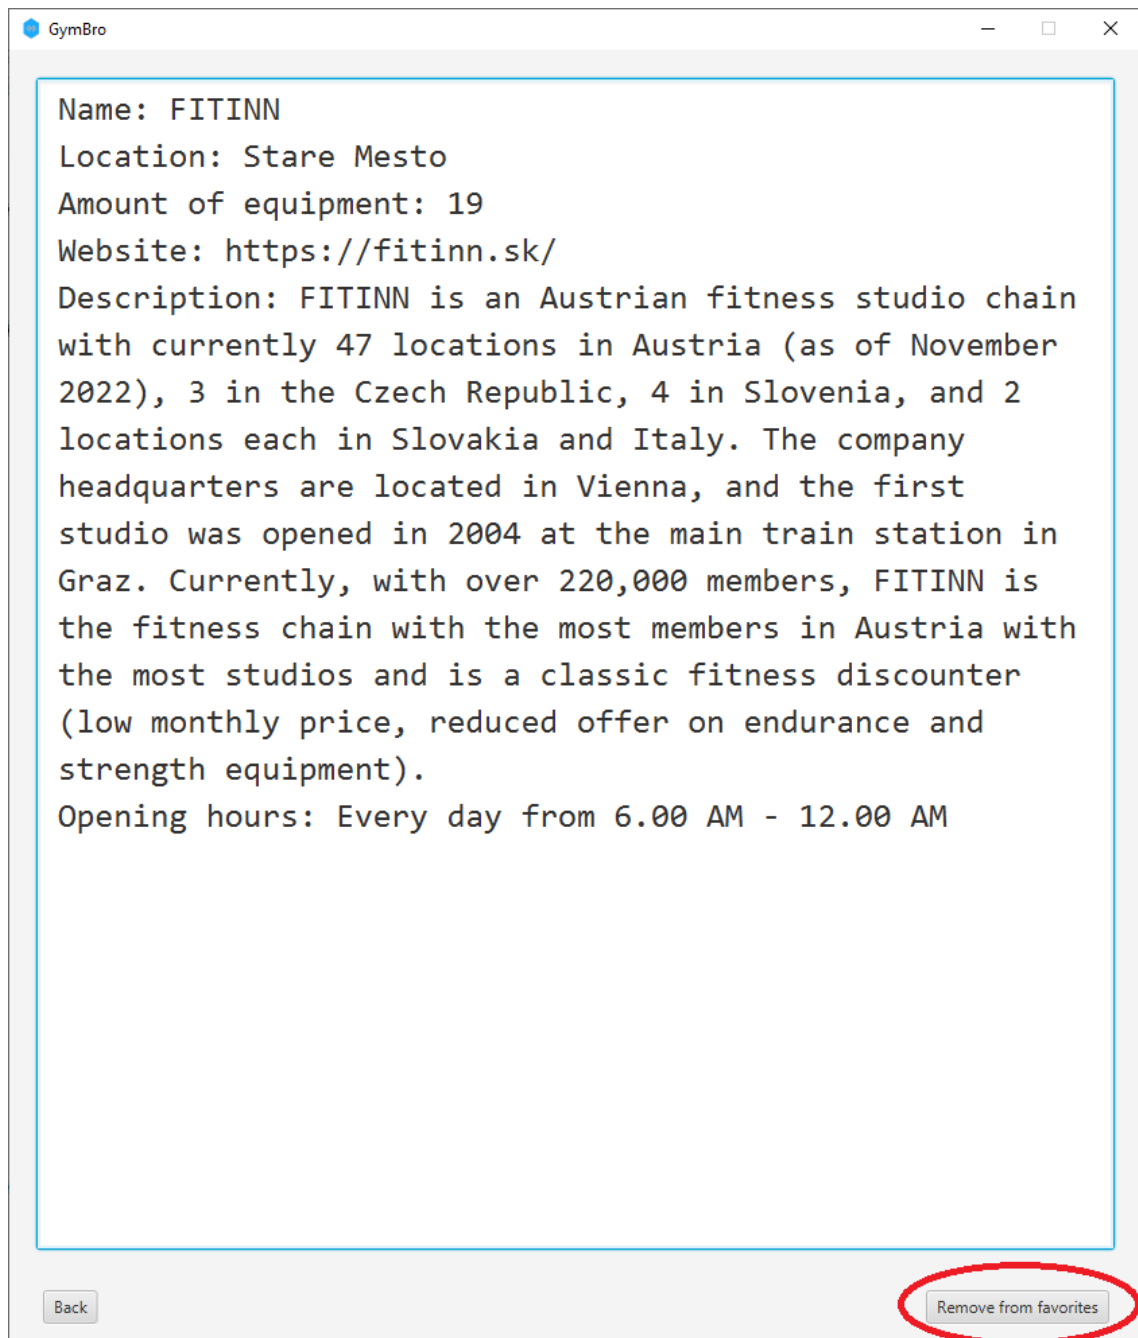 GymBro
Name: FITINN
Location: Stare Mesto
Amount of equipment: 19
Website: https://fitinn.sk/
Description: FITINN is an Austrian fitness studio chain
with currently 47 locations in Austria (as of November
2022), 3 in the Czech Republic, 4 in Slovenia, and 2
locations each in Slovakia and Italy. The company
headquarters are located in Vienna, and the first
studio was opened in 2004 at the main train station in
Graz. Currently, with over 220,000 members, FITINN is
the fitness chain with the most members in Austria with
the most studios and is a classic fitness discounter
(low monthly price, reduced offer on endurance and
strength equipment).
Opening hours: Every day from 6.00 AM - 12.00 AM
Back
Remove from favorites